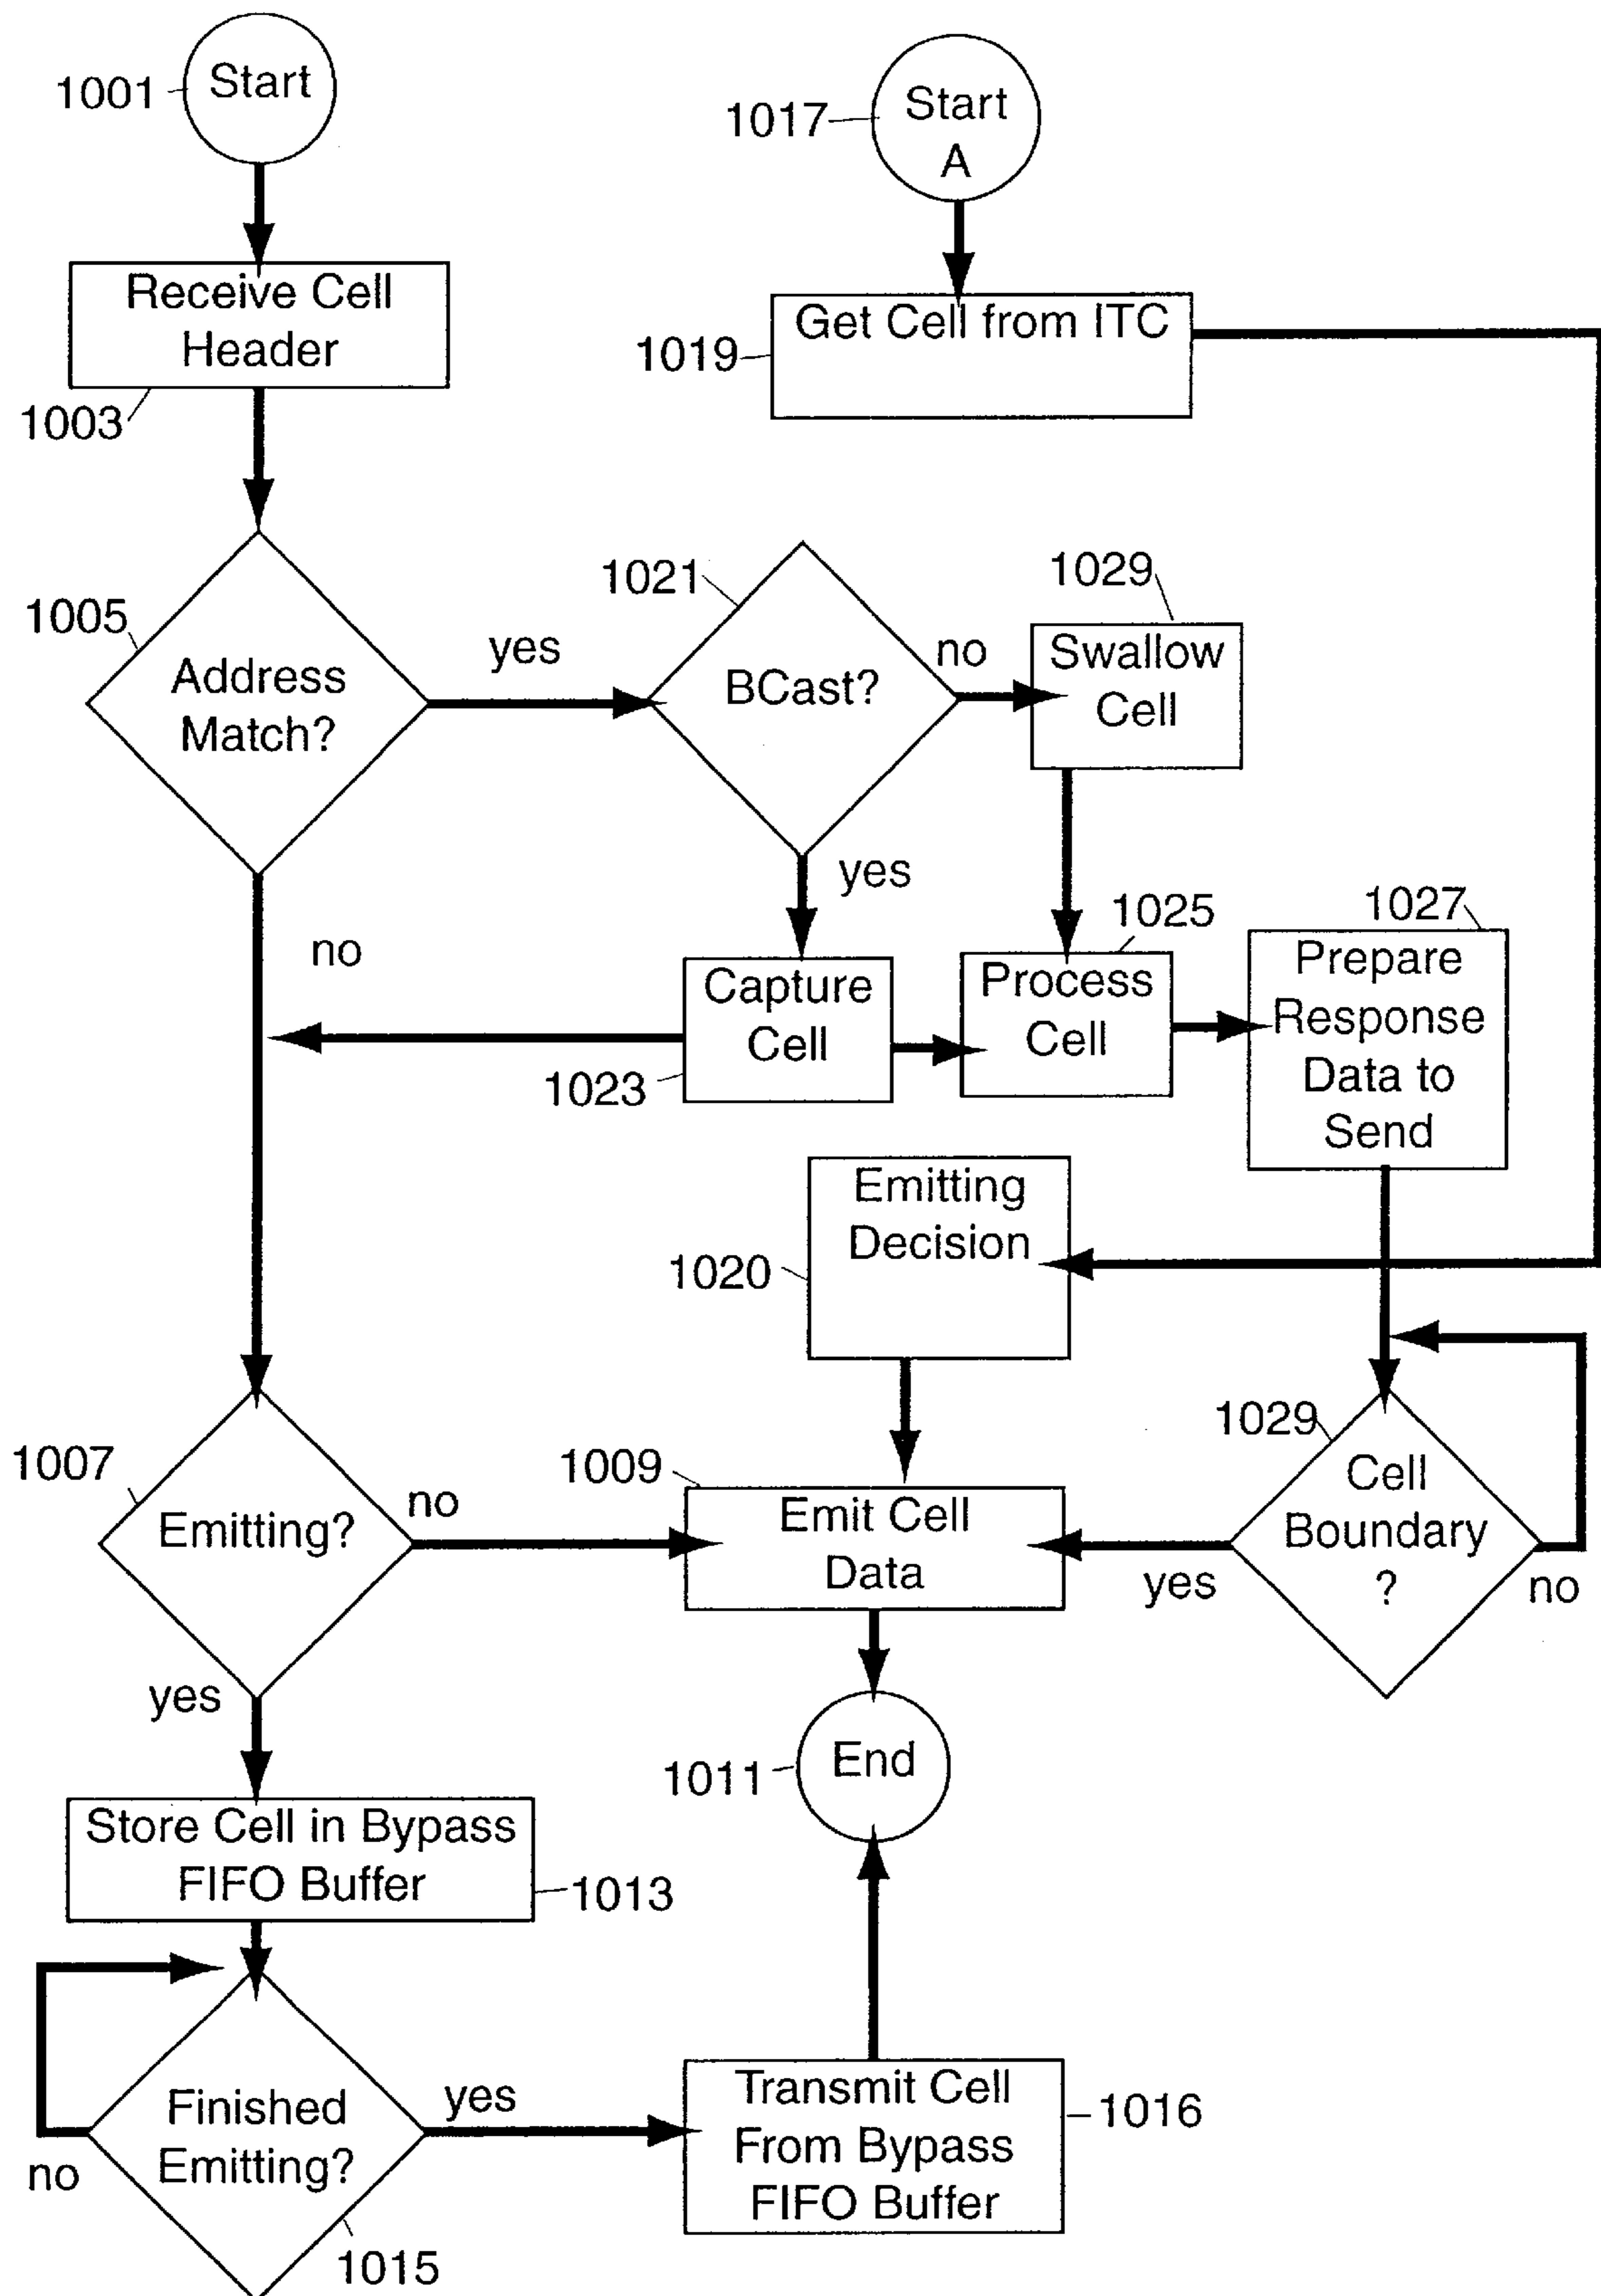 1001
Start
1017
Start
A
Receive Cell
Header
1003
Get Cell from ITC
1019
1005
Address
Match?
yes
no
1021
BCast?
no
yes
1029
Swallow
Cell
Capture
Cell
1023
1025
Process
Cell
1027
Prepare
Response
Data to
Send
Emitting
Decision
1020
1007
Emitting?
no
yes
1009
Emit Cell
Data
1029
Cell
Boundary
?
yes
no
1011
End
Store Cell in Bypass
FIFO Buffer
1013
Finished
Emitting?
no
yes
1015
Transmit Cell
From Bypass
FIFO Buffer
1016